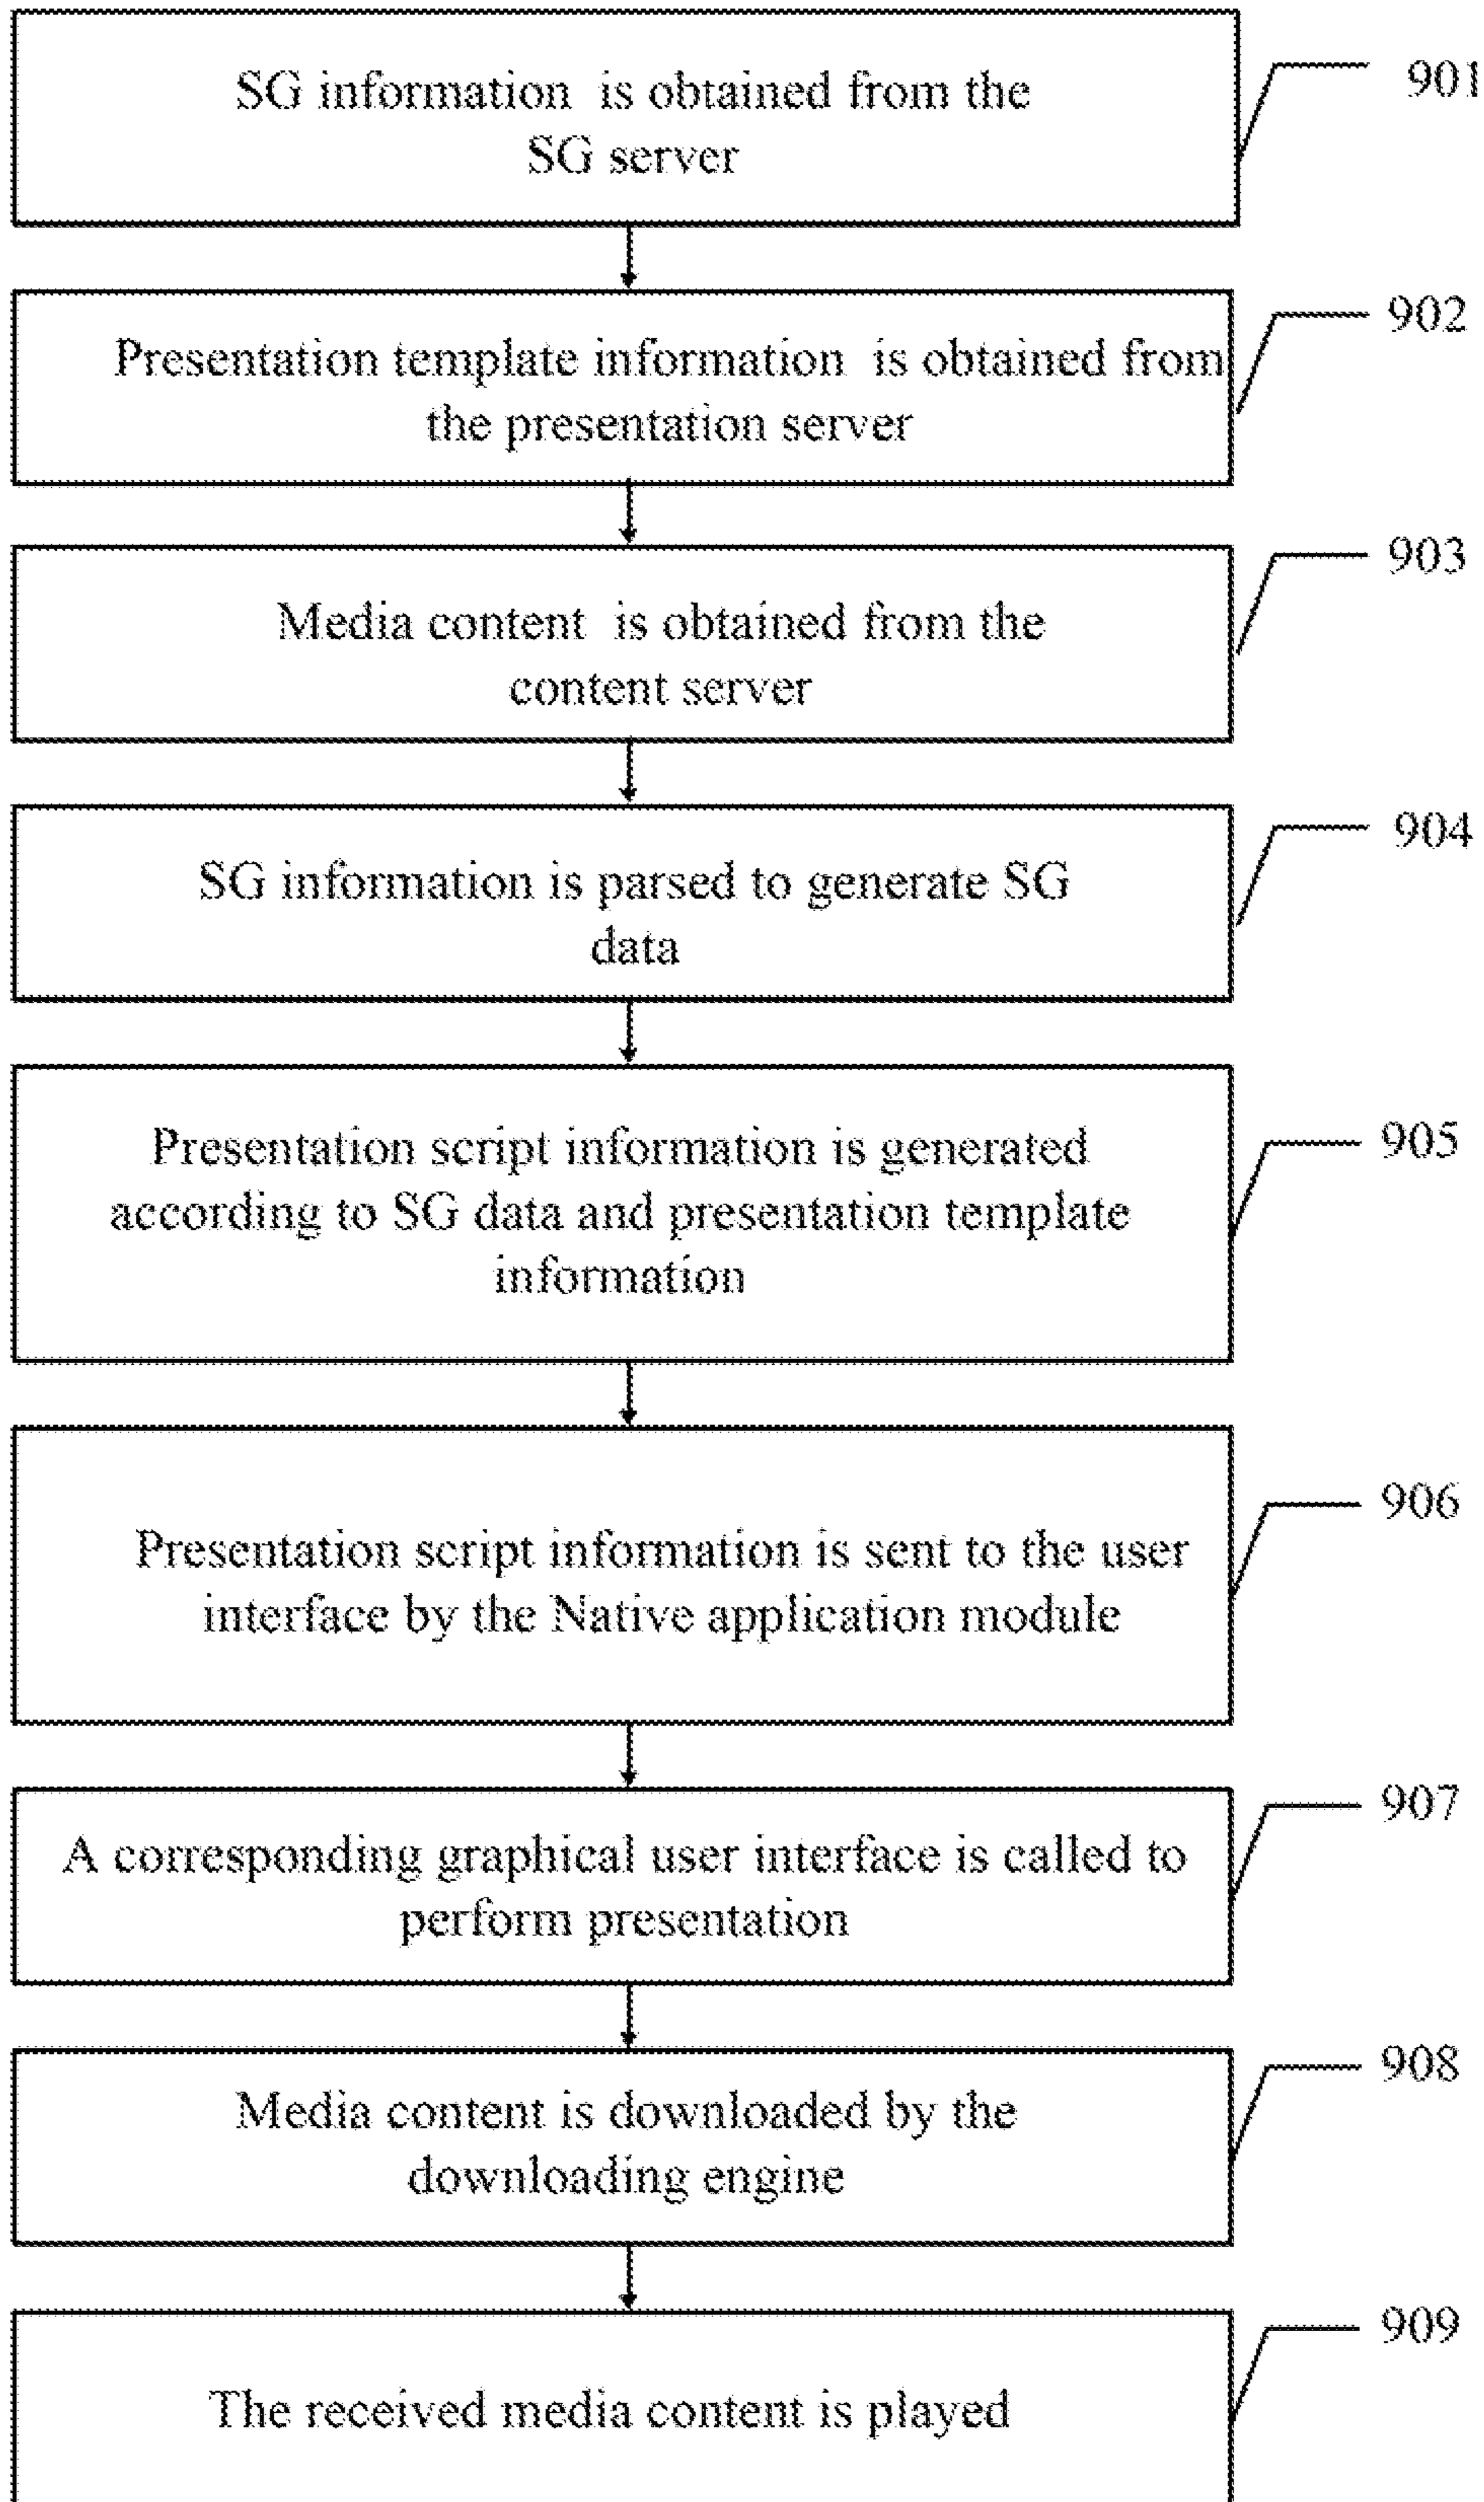 SG information is obtained from the
SG server
901
Presentation template information is obtained from
the presentation server
902
Media content is obtained from the
content server
903
SG information is parsed to generate SG
data
904
Presentation script information is generated
according to SG data and presentation template
information
905
Presentation script information is sent to the user
interface by the Native application module
906
A corresponding graphical user interface is called to
perform presentation
907
Media content is downloaded by the
downloading engine
908
The received media content is played
909